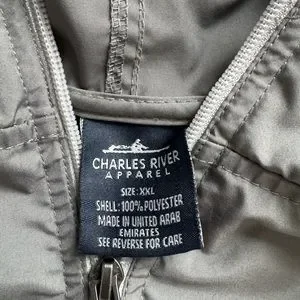 CHARLES RIVER
APPAREL
SIZE: XXL
SHELL: 100% POLYESTER
MADE IN UNITED ARAB
EMIRATES
SEE REVERSE FOR CARE